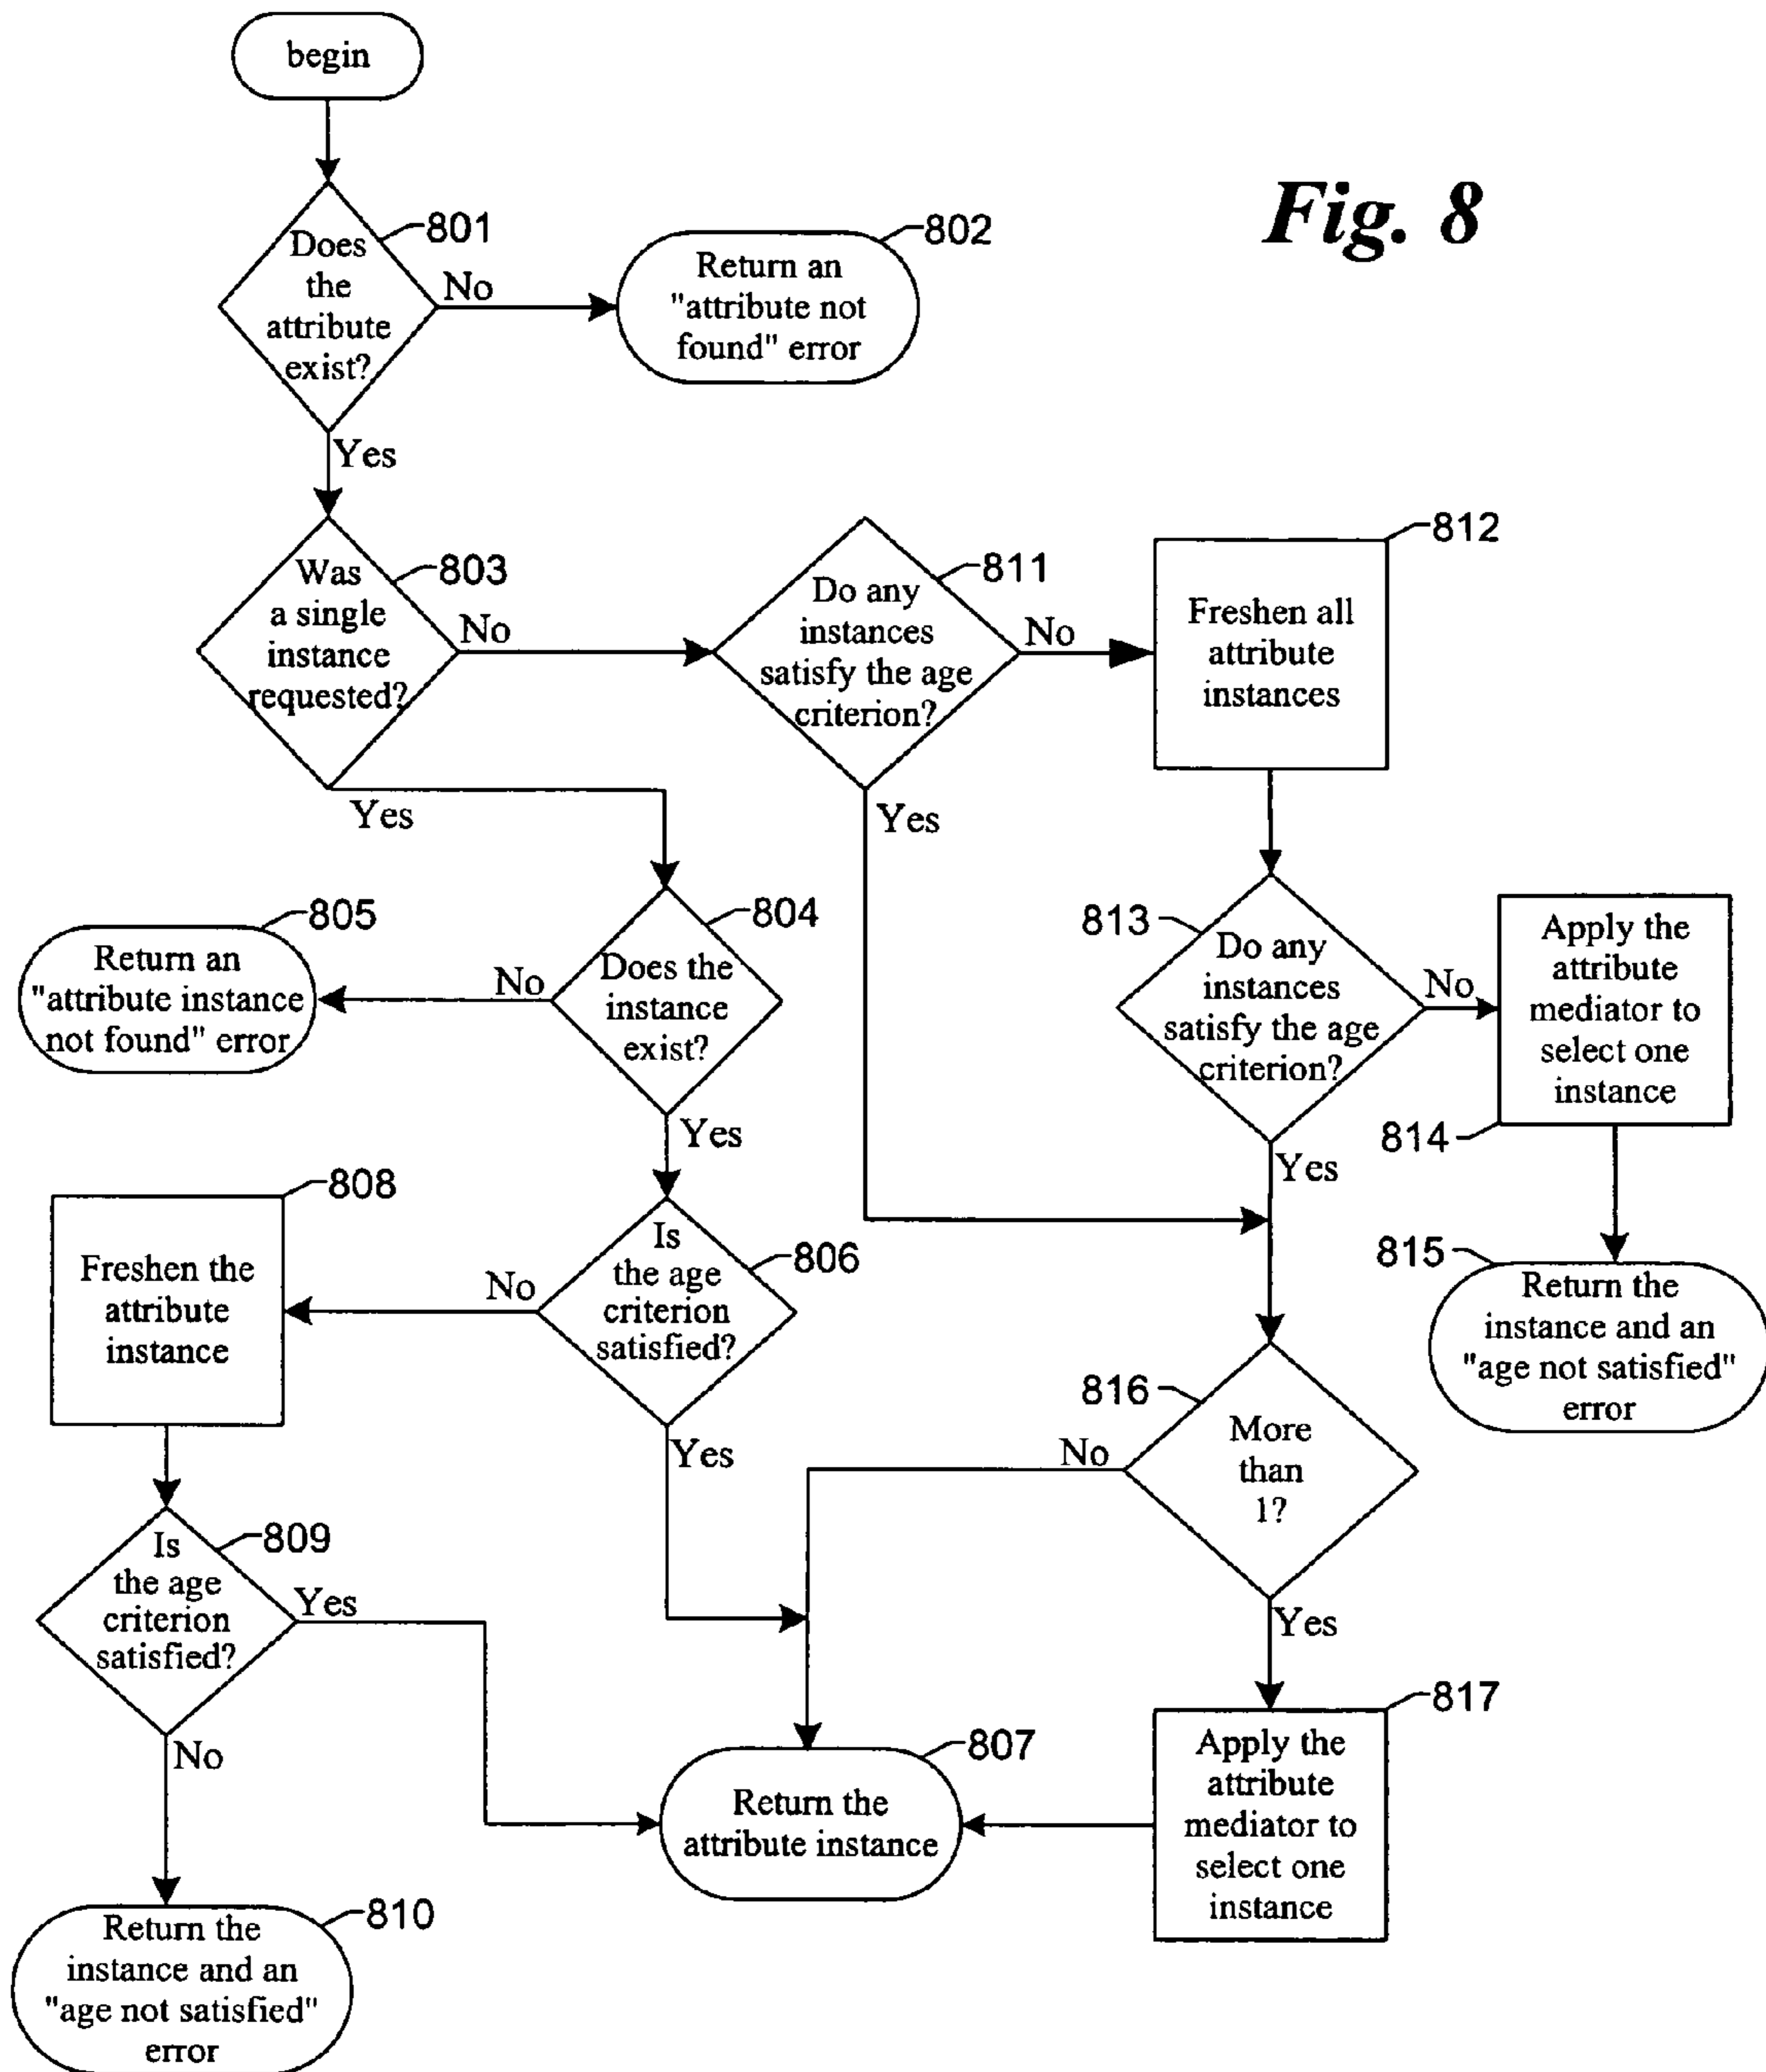 begin
Fig. 8
801
Does
the
attribute
exist?
No
802
Return an
"attribute not
found" error
Yes
803
Was
a single
instance
requested?
No
811
Do any
instances
satisfy the age
criterion?
No
812
Freshen all
attribute
instances
Yes
Yes
804
Does the
instance
exist?
No
805
Return an
"attribute instance
not found" error
813
Do any
instances
satisfy the age
criterion?
No
Apply the
attribute
mediator to
select one
instance
814
Yes
Yes
806
Is
the age
criterion
satisfied?
No
808
Freshen the
attribute
instance
815
Return the
instance and an
"age not satisfied"
error
816
More
than
1?
No
Yes
809
Is
the age
criterion
satisfied?
Yes
Yes
817
Apply the
attribute
mediator to
select one
instance
807
Return the
attribute instance
No
810
Return the
instance and an
"age not satisfied"
error